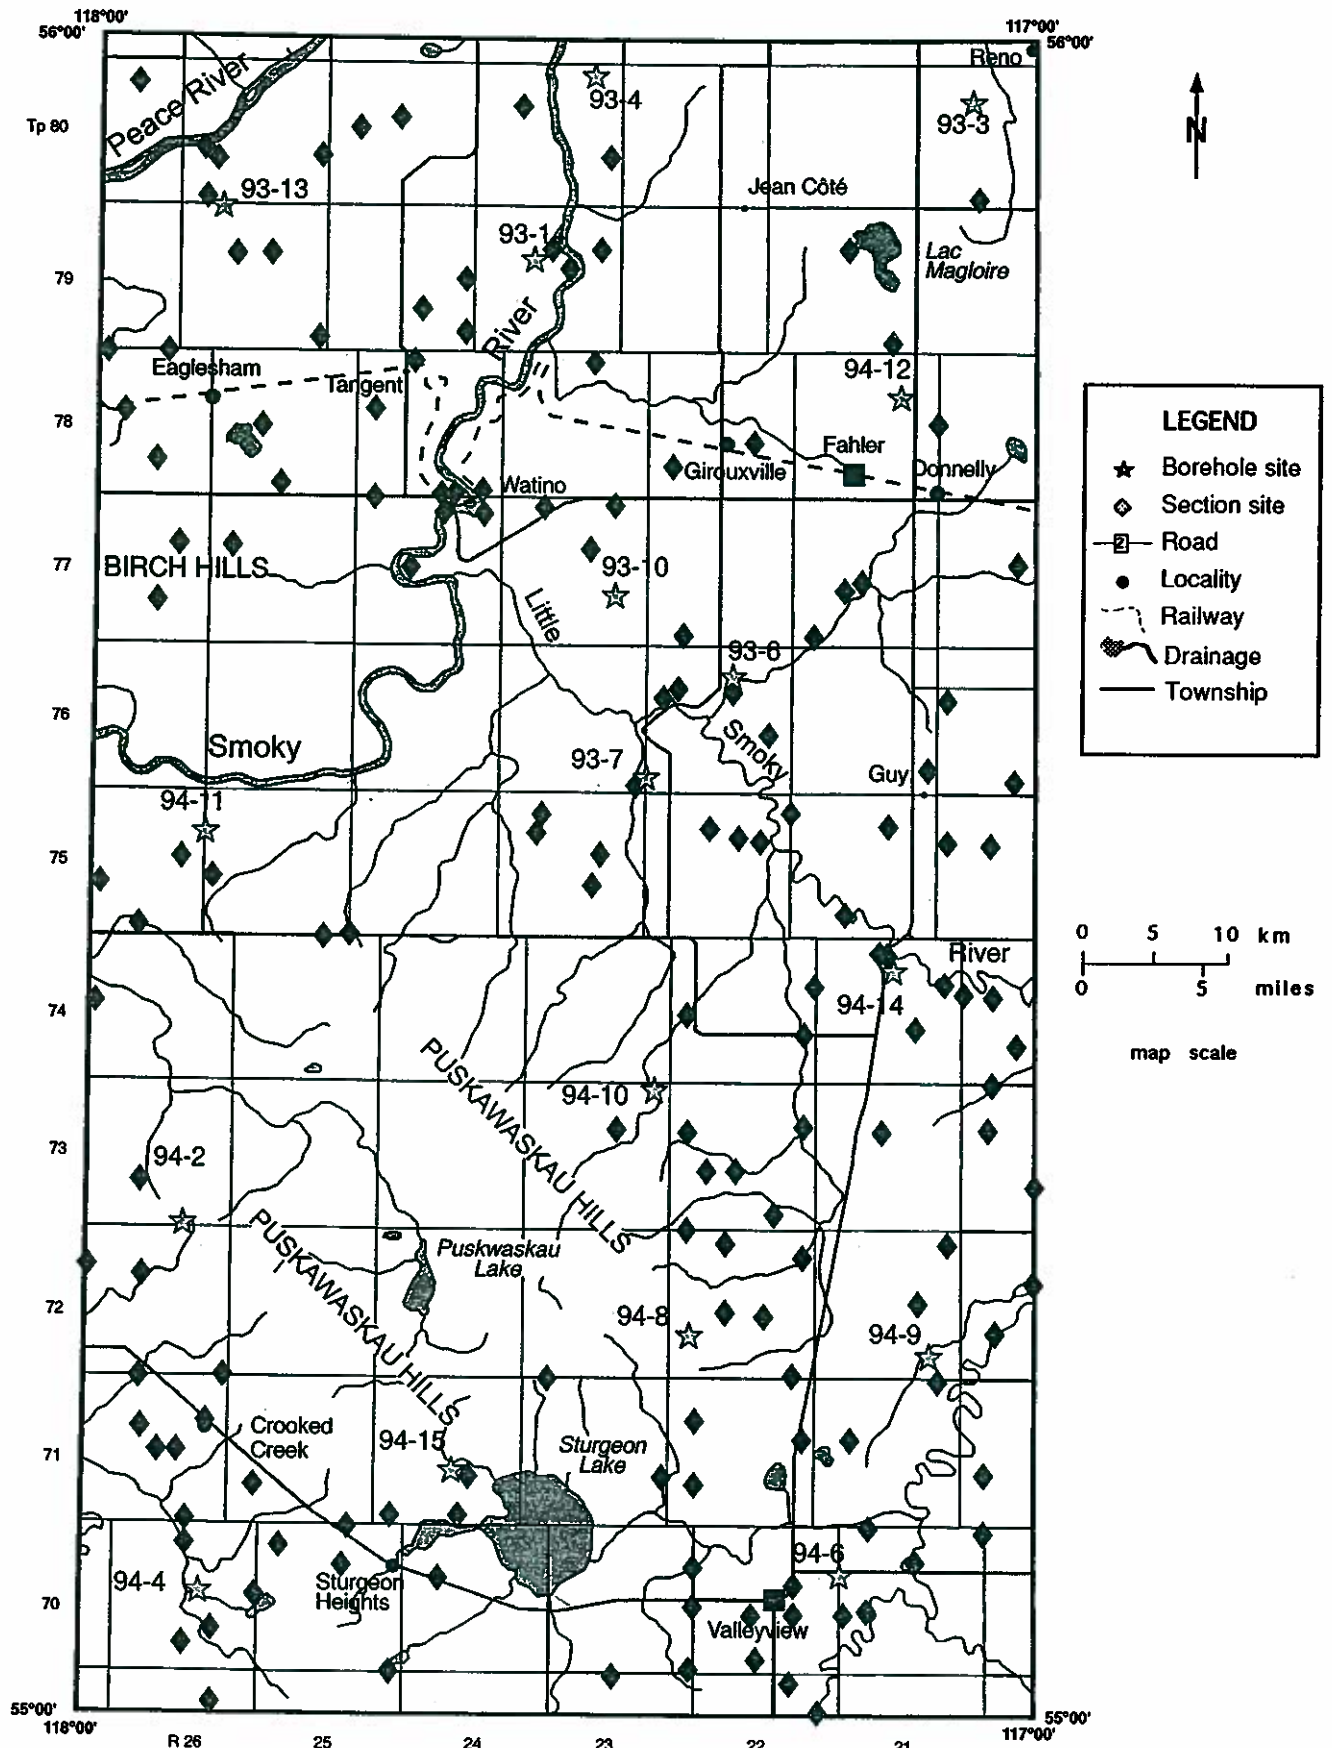 118°00'
117°00'
56°00'
56°00'
Reno
Peace River
93-4
93-3
Tp 80
N
93-13
Jean Côté
93-1
Lac
Magloire
79
River
Eaglesham
Tangent
94-12
LEGEND
78
Fahler
Girouxville
Donnelly
Borehole site
Watino
Section site
2
Road
77
BIRCH HILLS
93-10
Locality
Little
Railway
93-6
Drainage
Township
76
Smoky
Smoky
93-7
Guy
94-11
75
0 5 10 km
River
0 5 miles
74
94-14
map scale
PUSKAWASKAU HILLS
94-10
73
94-2
PUSKAWASKAU HILLS
Puskwaskau
Lake
72
94-8
94-9
Crooked
Creek
94-15
Sturgeon
Lake
71
94-6
94-4
Sturgeon
Heights
70
Valleyview
55°00'
55°00'
118°00'
117°00'
R 26 25 24 23 22 21